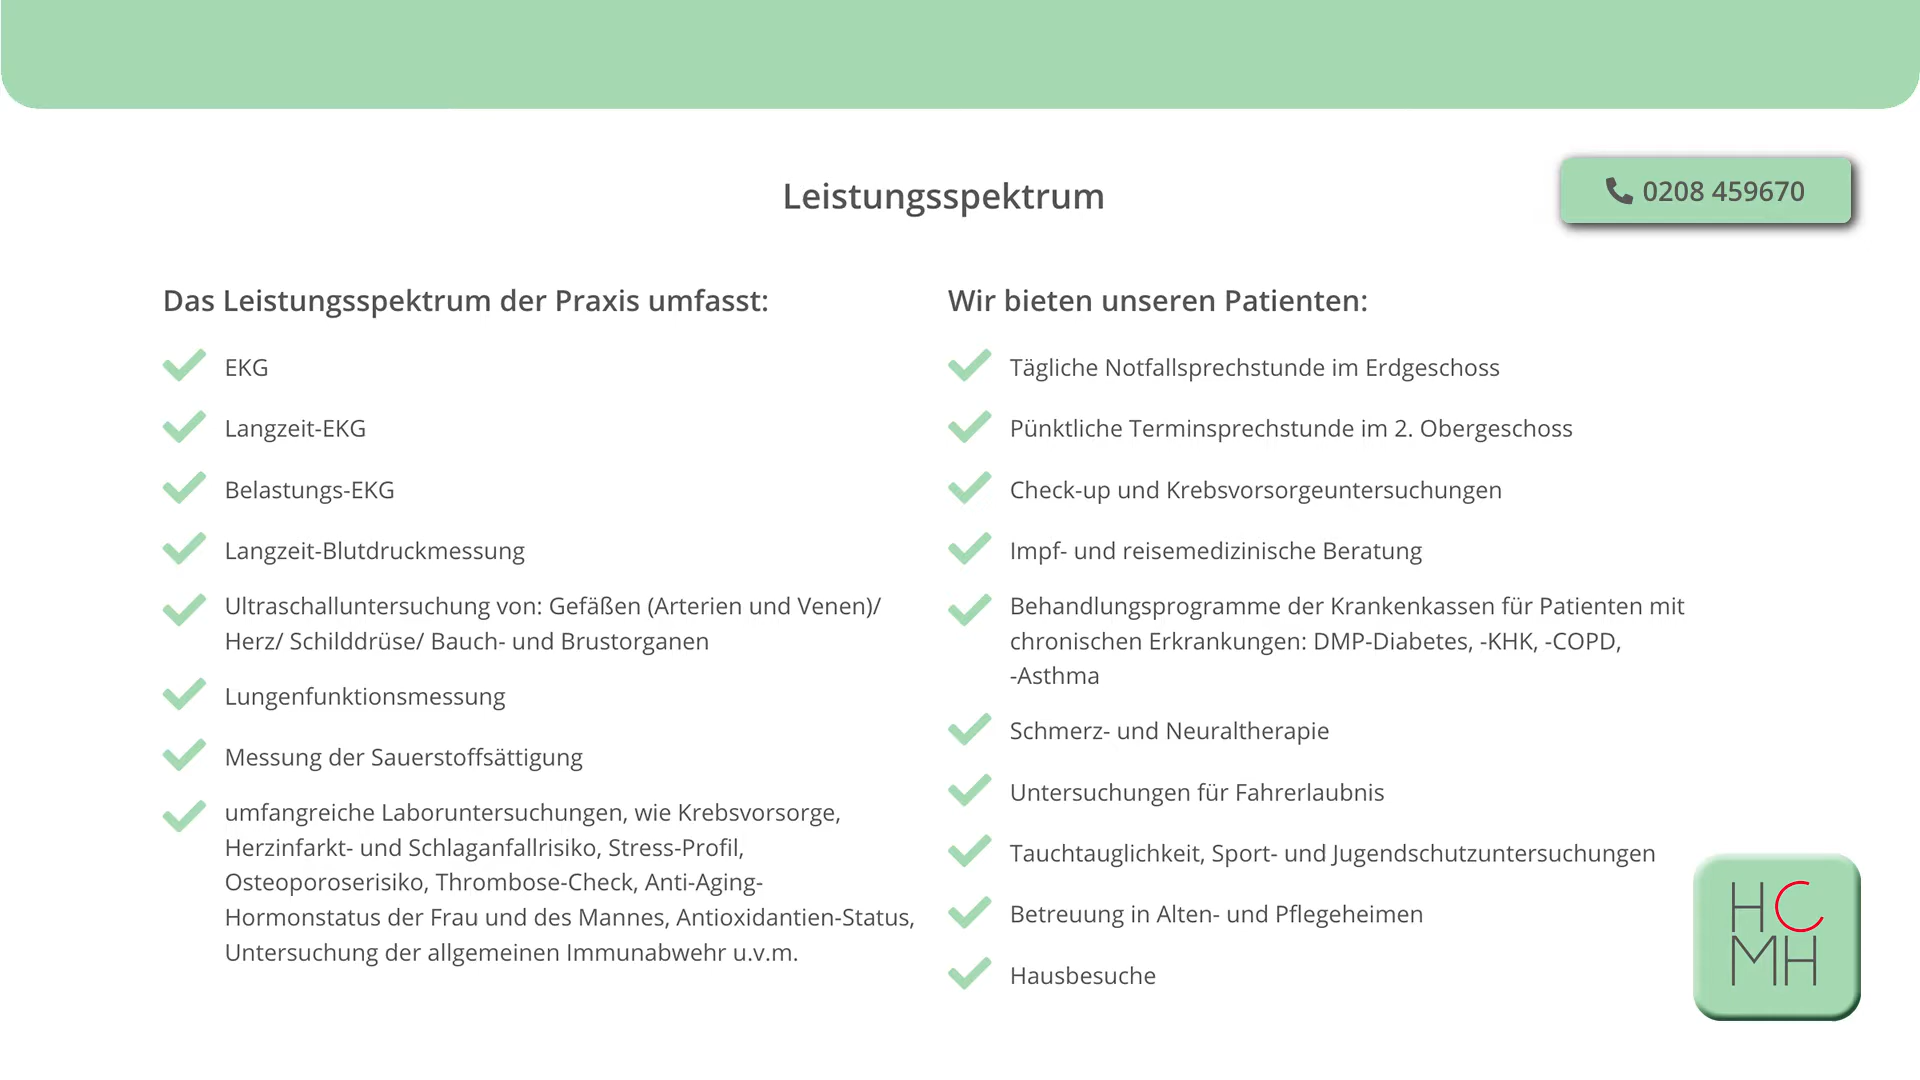 Leistungsspektrum
0208 459670
Das Leistungsspektrum der Praxis umfasst:
EKG
Langzeit-EKG
Belastungs-EKG
Langzeit-Blutdruckmessung
Ultraschalluntersuchung von: Gefäßen (Arterien und Venen)/
Herz/ Schilddrüse/ Bauch- und Brustorganen
Lungenfunktionsmessung
Messung der Sauerstoffsättigung
umfangreiche Laboruntersuchungen, wie Krebsvorsorge,
Herzinfarkt- und Schlaganfallrisiko, Stress-Profil,
Osteoporoserisiko, Thrombose-Check, Anti-Aging-
Hormonstatus der Frau und des Mannes, Antioxidantien-Status,
Untersuchung der allgemeinen Immunabwehr u.v.m.
Wir bieten unseren Patienten:
Tägliche Notfallsprechstunde im Erdgeschoss
Pünktliche Terminsprechstunde im 2. Obergeschoss
Check-up und Krebsvorsorgeuntersuchungen
Impf- und reisemedizinische Beratung
Behandlungsprogramme der Krankenkassen für Patienten mit
chronischen Erkrankungen: DMP-Diabetes, -KHK, -COPD,
-Asthma
Schmerz- und Neuraltherapie
Untersuchungen für Fahrerlaubnis
Tauchtauglichkeit, Sport- und Jugendschutzuntersuchungen
Betreuung in Alten- und Pflegeheimen
Hausbesuche
HC
MH